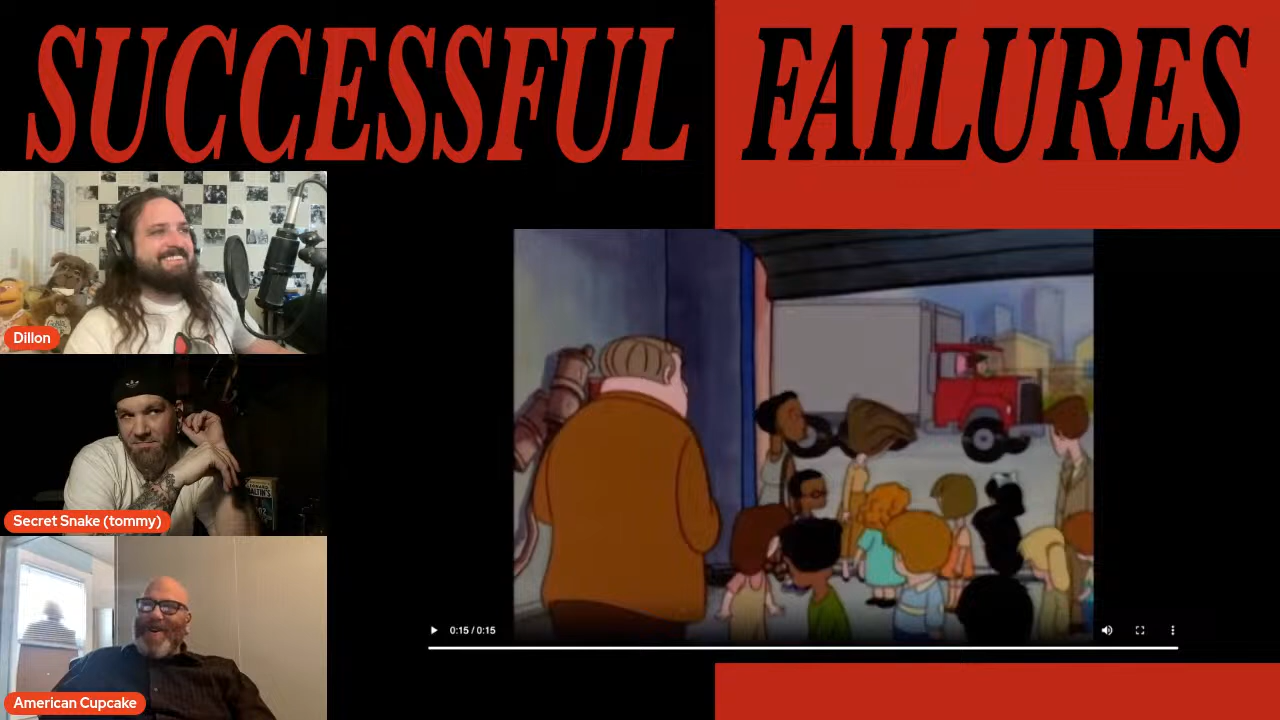 SUCCESSFUL FAILURES
Dillon
Secret Snake (tommy)
American Cupcake
0:15 / 0:15